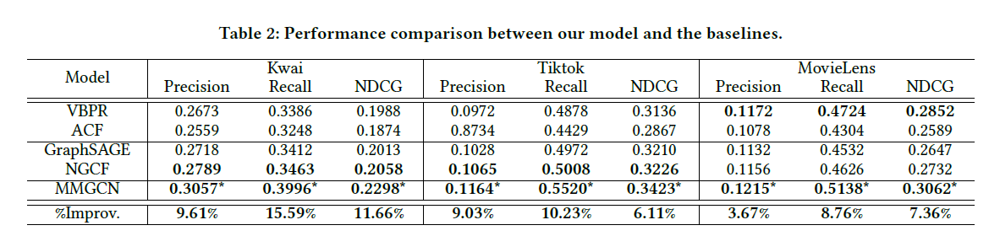 Table 2: Performance comparison between our model and the baselines.
Model Kwai Tiktok MovieLens
Precision Recall NDCG Precision Recall NDCG Precision Recall NDCG
VBPR 0.2673 0.3386 0.1988 0.0972 0.4878 0.3136 0.1172 0.4724 0.2852
ACF 0.2559 0.3248 0.1874 0.8734 0.4429 0.2867 0.1078 0.4304 0.2589
GraphSAGE 0.2718 0.3412 0.2013 0.1028 0.4972 0.3210 0.1132 0.4532 0.2647
NGCF 0.2789 0.3463 0.2058 0.1065 0.5008 0.3226 0.1156 0.4626 0.2732
MMGCN 0.3057* 0.3996* 0.2298* 0.1164* 0.5520* 0.3423* 0.1215* 0.5138* 0.3062*
%Improv. 9.61% 15.59% 11.66% 9.03% 10.23% 6.11% 3.67% 8.76% 7.36%